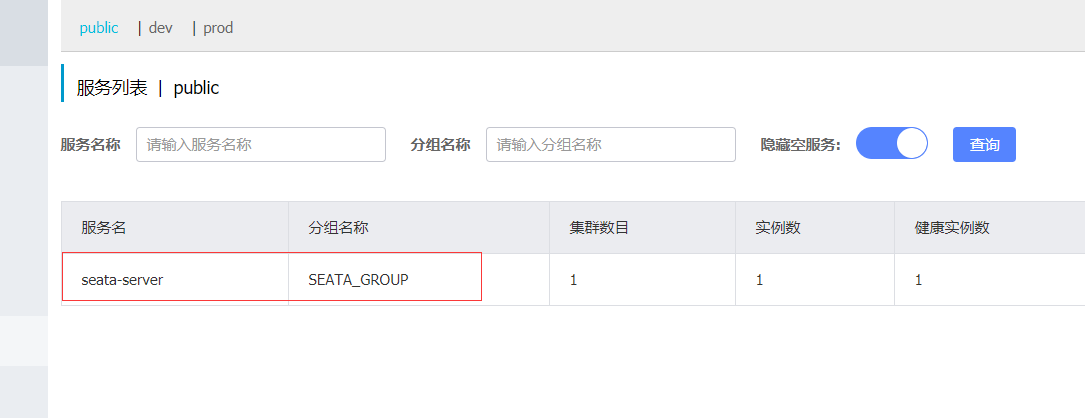 public | dev | prod
服务列表 | public
服务名称 请输入服务名称 分组名称 请输入分组名称 隐藏空服务: 查询
服务名 分组名称 集群数目 实例数 健康实例数
seata-server SEATA_GROUP 1 1 1